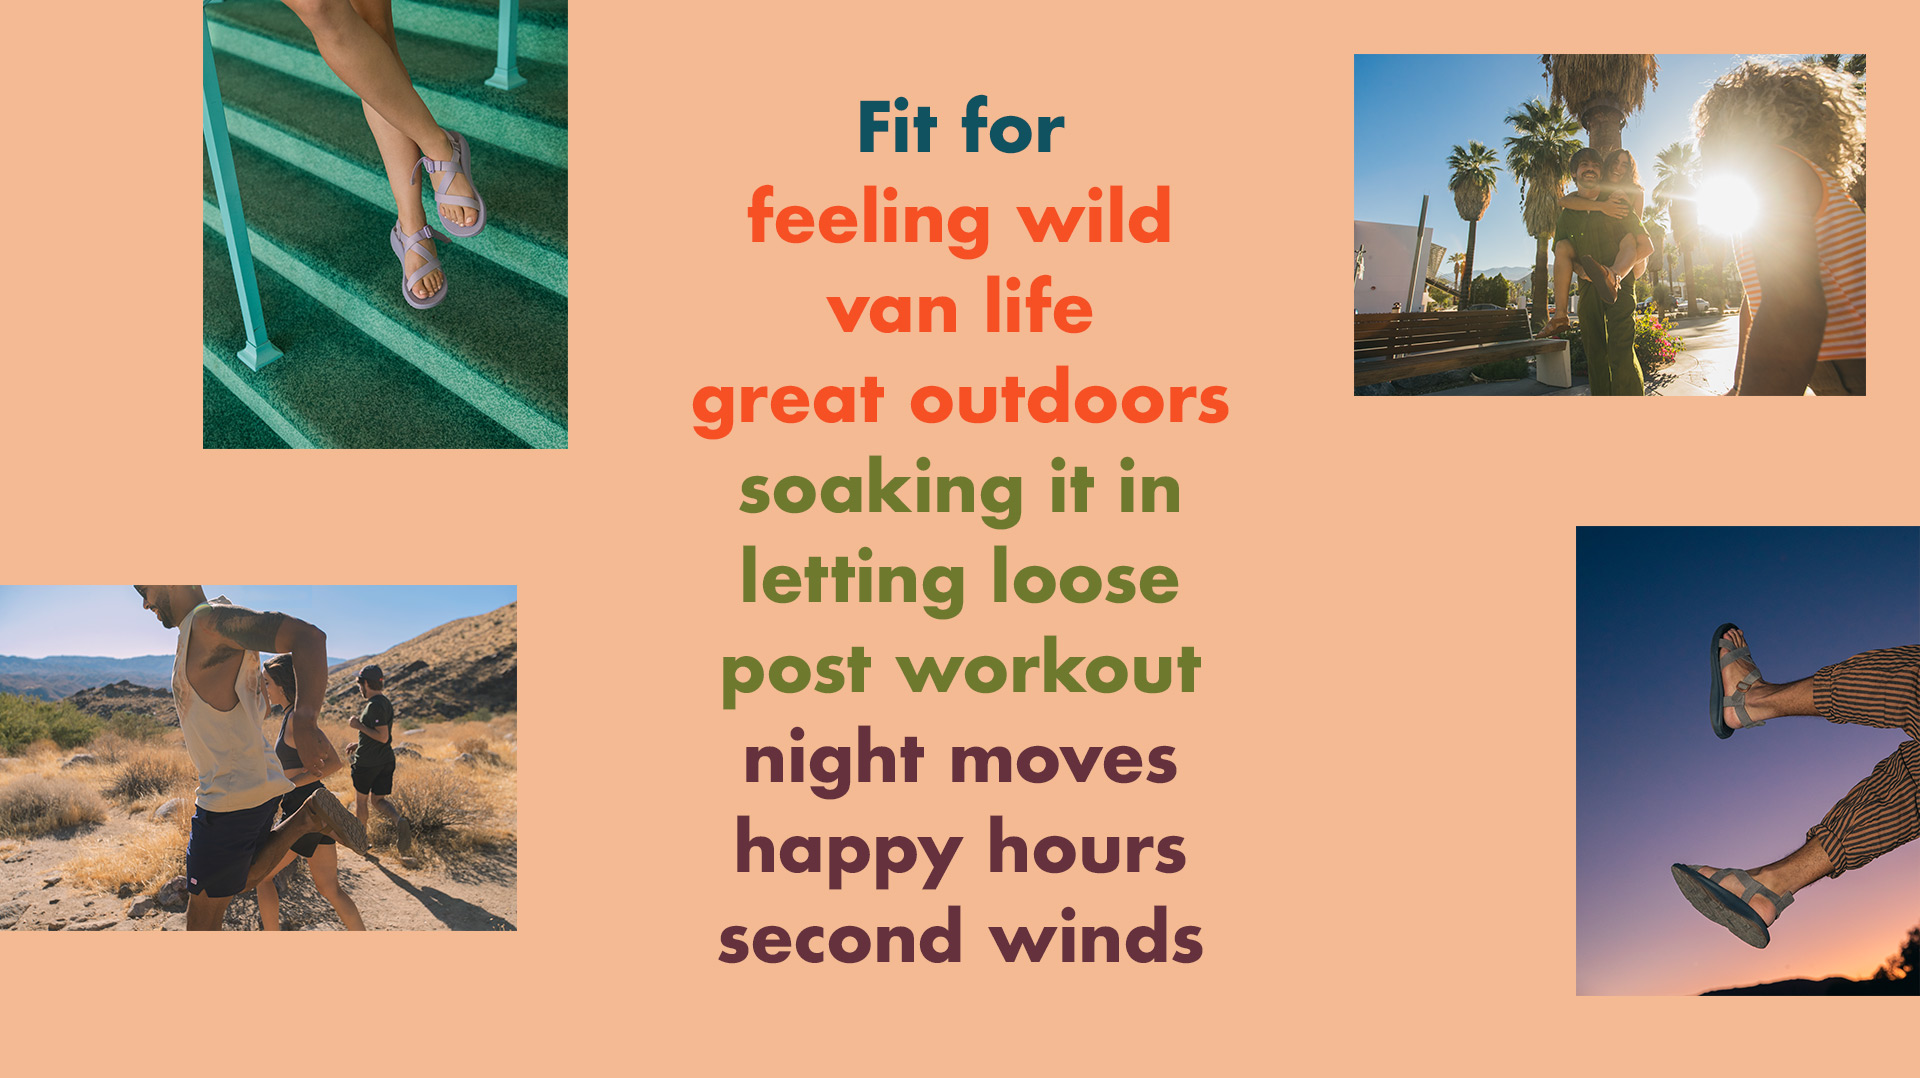 Fit for
feeling wild
van life
great outdoors
soaking it in
letting loose
post workout
night moves
happy hours
second winds